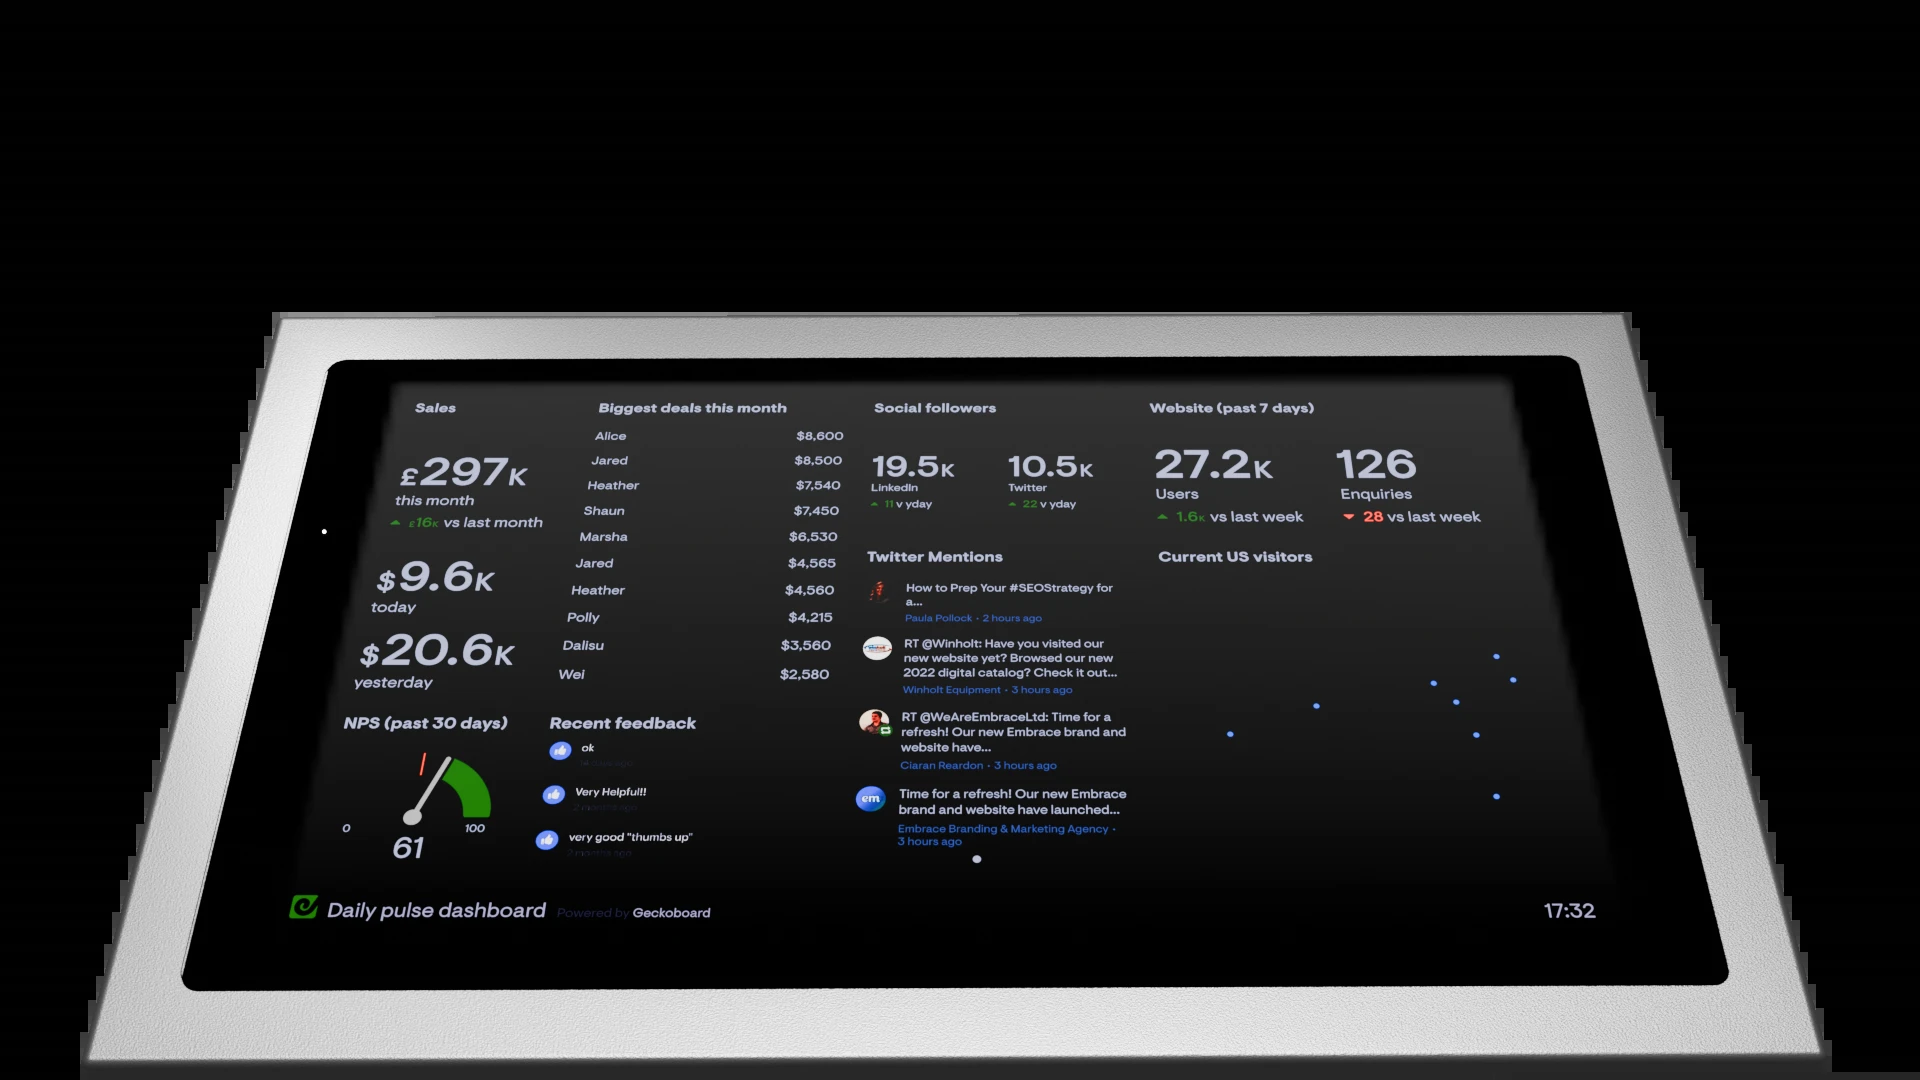 Sales
£297K
this month
£16K vs last month
$9.6K
today
$20.6K
yesterday
Biggest deals this month
Alice $8,600
Jared $8,500
Heather $7,540
Shaun $7,450
Marsha $6,530
Jared $4,565
Heather $4,560
Polly $4,215
Dalisu $3,560
Wei $2,580
Social followers
19.5K
LinkedIn
11 v yday
10.5K
Twitter
22 v yday
Website (past 7 days)
27.2K
Users
1.6K vs last week
126
Enquiries
28 vs last week
Twitter Mentions
How to Prep Your #SEOStrategy for
a...
Paula Pollock · 2 hours ago
RT @Winholt: Have you visited our
new website yet? Browsed our new
2022 digital catalog? Check it out...
Winholt Equipment · 3 hours ago
RT @WeAreEmbraceLtd: Time for a
refresh! Our new Embrace brand and
website have...
Ciaran Reardon · 3 hours ago
em
Time for a refresh! Our new Embrace
brand and website have launched...
Embrace Branding & Marketing Agency ·
3 hours ago
Current US visitors
NPS (past 30 days)
0 100
61
Recent feedback
ok
Very Helpful!!
very good "thumbs up"
Daily pulse dashboard Powered by Geckoboard
17:32